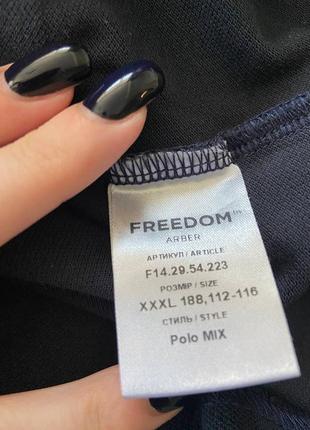 FREEDOM™
ARBER
АРТИКУЛ / ARTICLE
F14.29.54.223
РОЗМІР / SIZE
XXXL 188,112-116
СТИЛЬ / STYLE
Polo MIX